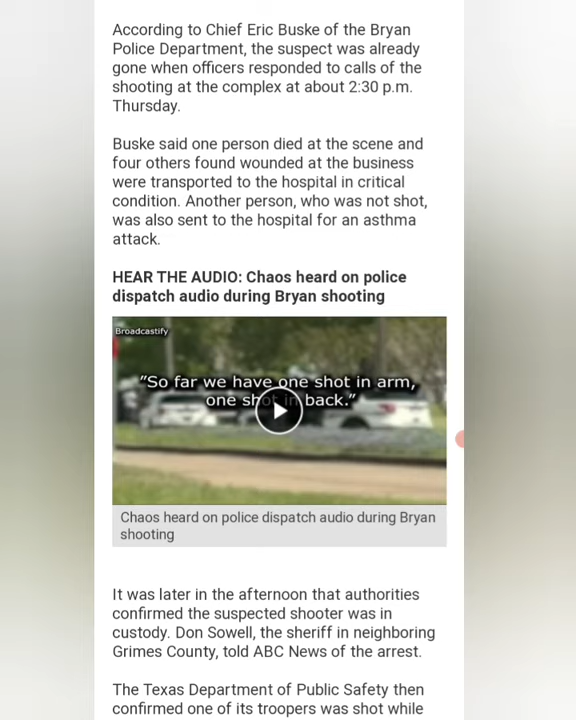 According to Chief Eric Buske of the Bryan
Police Department, the suspect was already
gone when officers responded to calls of the
shooting at the complex at about 2:30 p.m.
Thursday.
Buske said one person died at the scene and
four others found wounded at the business
were transported to the hospital in critical
condition. Another person, who was not shot,
was also sent to the hospital for an asthma
attack.
HEAR THE AUDIO: Chaos heard on police
dispatch audio during Bryan shooting
Broadcastify
"So far we have one shot in arm,
one shot in back."
Chaos heard on police dispatch audio during Bryan
shooting
It was later in the afternoon that authorities
confirmed the suspected shooter was in
custody. Don Sowell, the sheriff in neighboring
Grimes County, told ABC News of the arrest.
The Texas Department of Public Safety then
confirmed one of its troopers was shot while